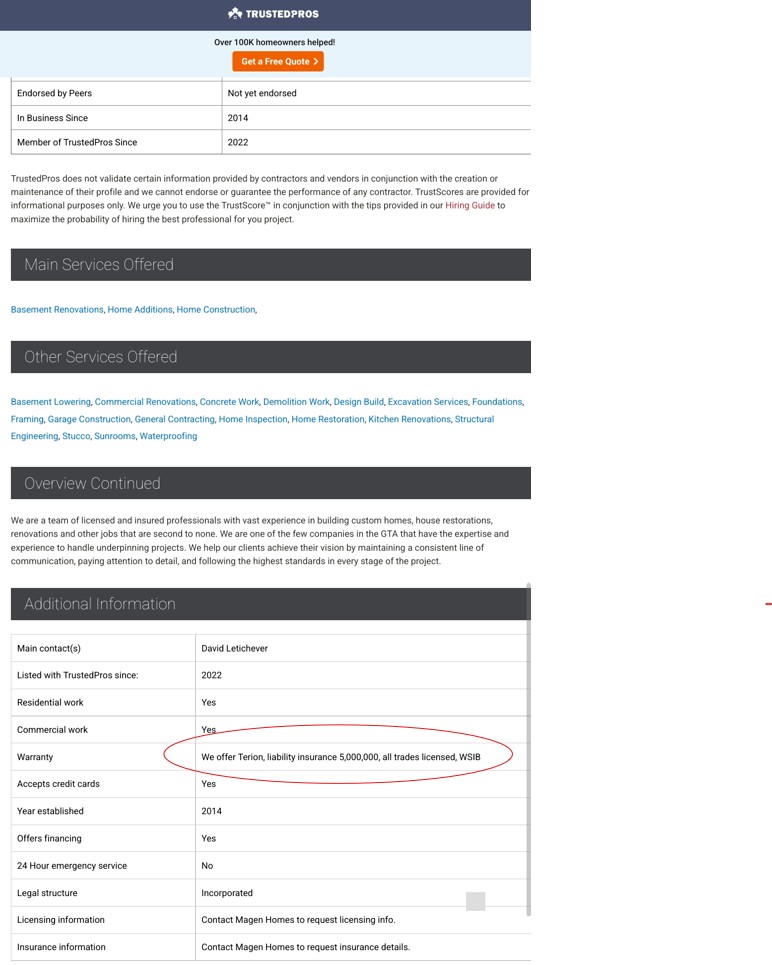 TRUSTEDPROS
Over 100K homeowners helped!
Get a Free Quote
Endorsed by Peers Not yet endorsed
In Business Since 2014
Member of TrustedPros Since 2022
TrustedPros does not validate certain information provided by contractors and vendors in conjunction with the creation or
maintenance of their profile and we cannot endorse or guarantee the performance of any contractor. TrustScores are provided for
informational purposes only. We urge you to use the TrustScore™ in conjunction with the tips provided in our Hiring Guide to
maximize the probability of hiring the best professional for you project.
Main Services Offered
Basement Renovations, Home Additions, Home Construction,
Other Services Offered
Basement Lowering, Commercial Renovations, Concrete Work, Demolition Work, Design Build, Excavation Services, Foundations,
Framing, Garage Construction, General Contracting, Home Inspection, Home Restoration, Kitchen Renovations, Structural
Engineering, Stucco, Sunrooms, Waterproofing
Overview Continued
We are a team of licensed and insured professionals with vast experience in building custom homes, house restorations,
renovations and other jobs that are second to none. We are one of the few companies in the GTA that have the expertise and
experience to handle underpinning projects. We help our clients achieve their vision by maintaining a consistent line of
communication, paying attention to detail, and following the highest standards in every stage of the project.
Additional Information
Main contact(s) David Letichever
Listed with TrustedPros since: 2022
Residential work Yes
Commercial work Yes
Warranty We offer Terion, liability insurance 5,000,000, all trades licensed, WSIB
Accepts credit cards Yes
Year established 2014
Offers financing Yes
24 Hour emergency service No
Legal structure Incorporated
Licensing information Contact Magen Homes to request licensing info.
Insurance information Contact Magen Homes to request insurance details.